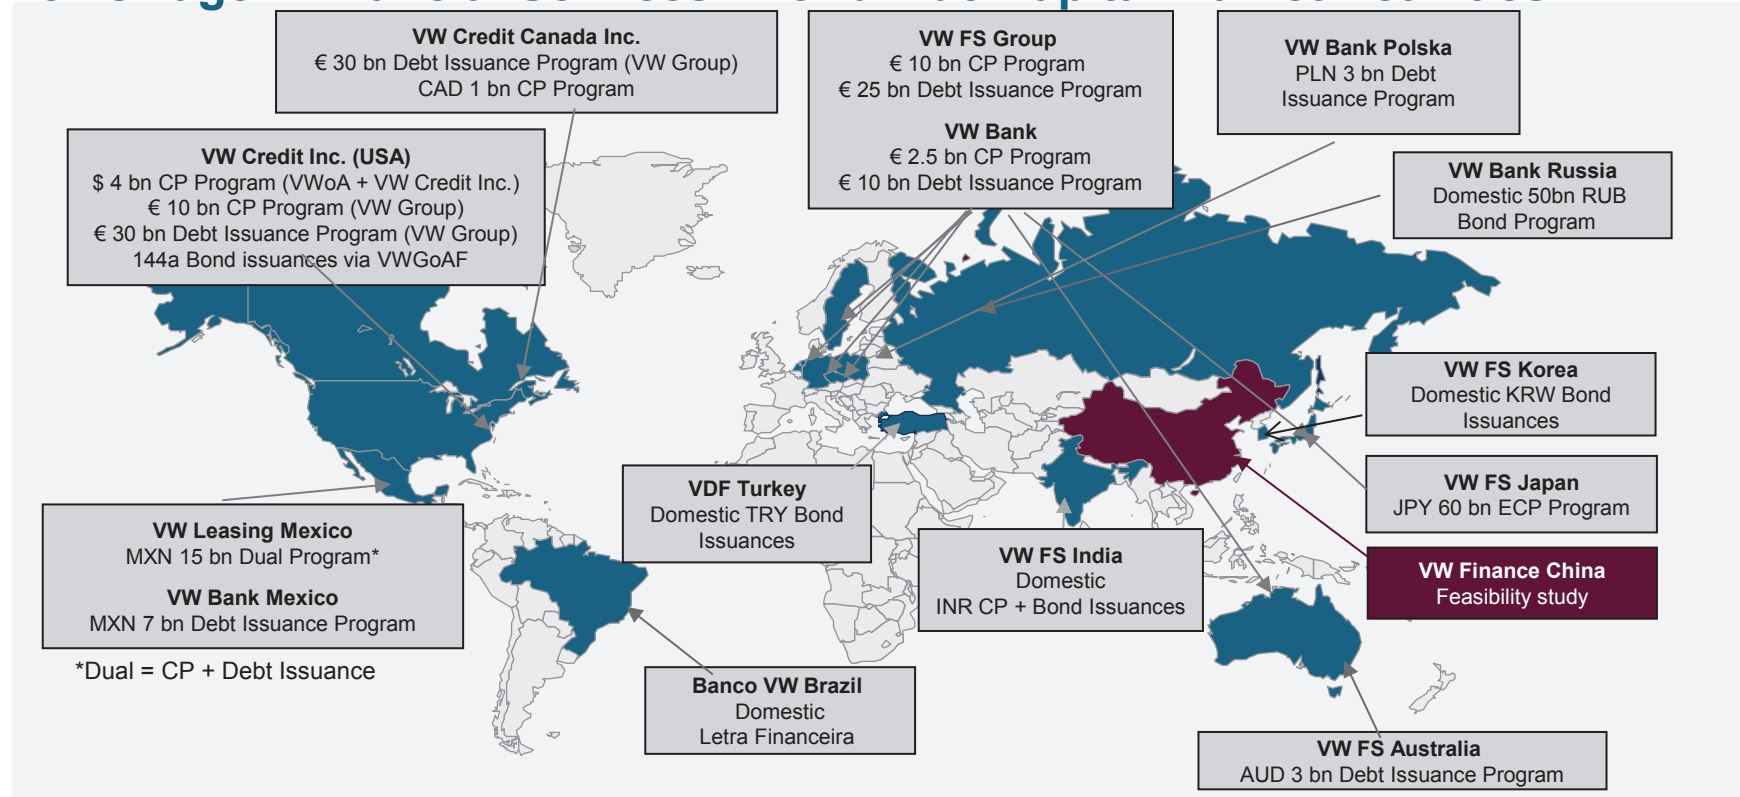 VW Credit Canada Inc.
€ 30 bn Debt Issuance Program (VW Group)
CAD 1 bn CP Program
VW FS Group
€ 10 bn CP Program
€ 25 bn Debt Issuance Program
VW Bank
€ 2.5 bn CP Program
€ 10 bn Debt Issuance Program
VW Bank Polska
PLN 3 bn Debt
Issuance Program
VW Credit Inc. (USA)
$ 4 bn CP Program (VWoA + VW Credit Inc.)
€ 10 bn CP Program (VW Group)
€ 30 bn Debt Issuance Program (VW Group)
144a Bond issuances via VWGoAF
VW Bank Russia
Domestic 50bn RUB
Bond Program
VW FS Korea
Domestic KRW Bond
Issuances
VW FS Japan
JPY 60 bn ECP Program
VDF Turkey
Domestic TRY Bond
Issuances
VW Leasing Mexico
MXN 15 bn Dual Program*
VW Bank Mexico
MXN 7 bn Debt Issuance Program
*Dual = CP + Debt Issuance
VW FS India
Domestic
INR CP + Bond Issuances
VW Finance China
Feasibility study
Banco VW Brazil
Domestic
Letra Financeira
VW FS Australia
AUD 3 bn Debt Issuance Program